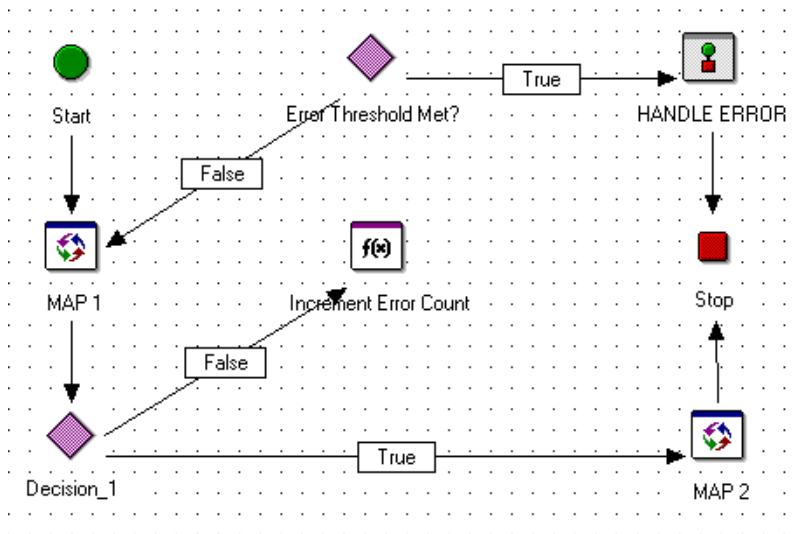 True
Start
Error Threshold Met?
HANDLE ERROR
False
f(x)
MAP 1
Increment Error Count
Stop
False
True
Decision_1
MAP 2